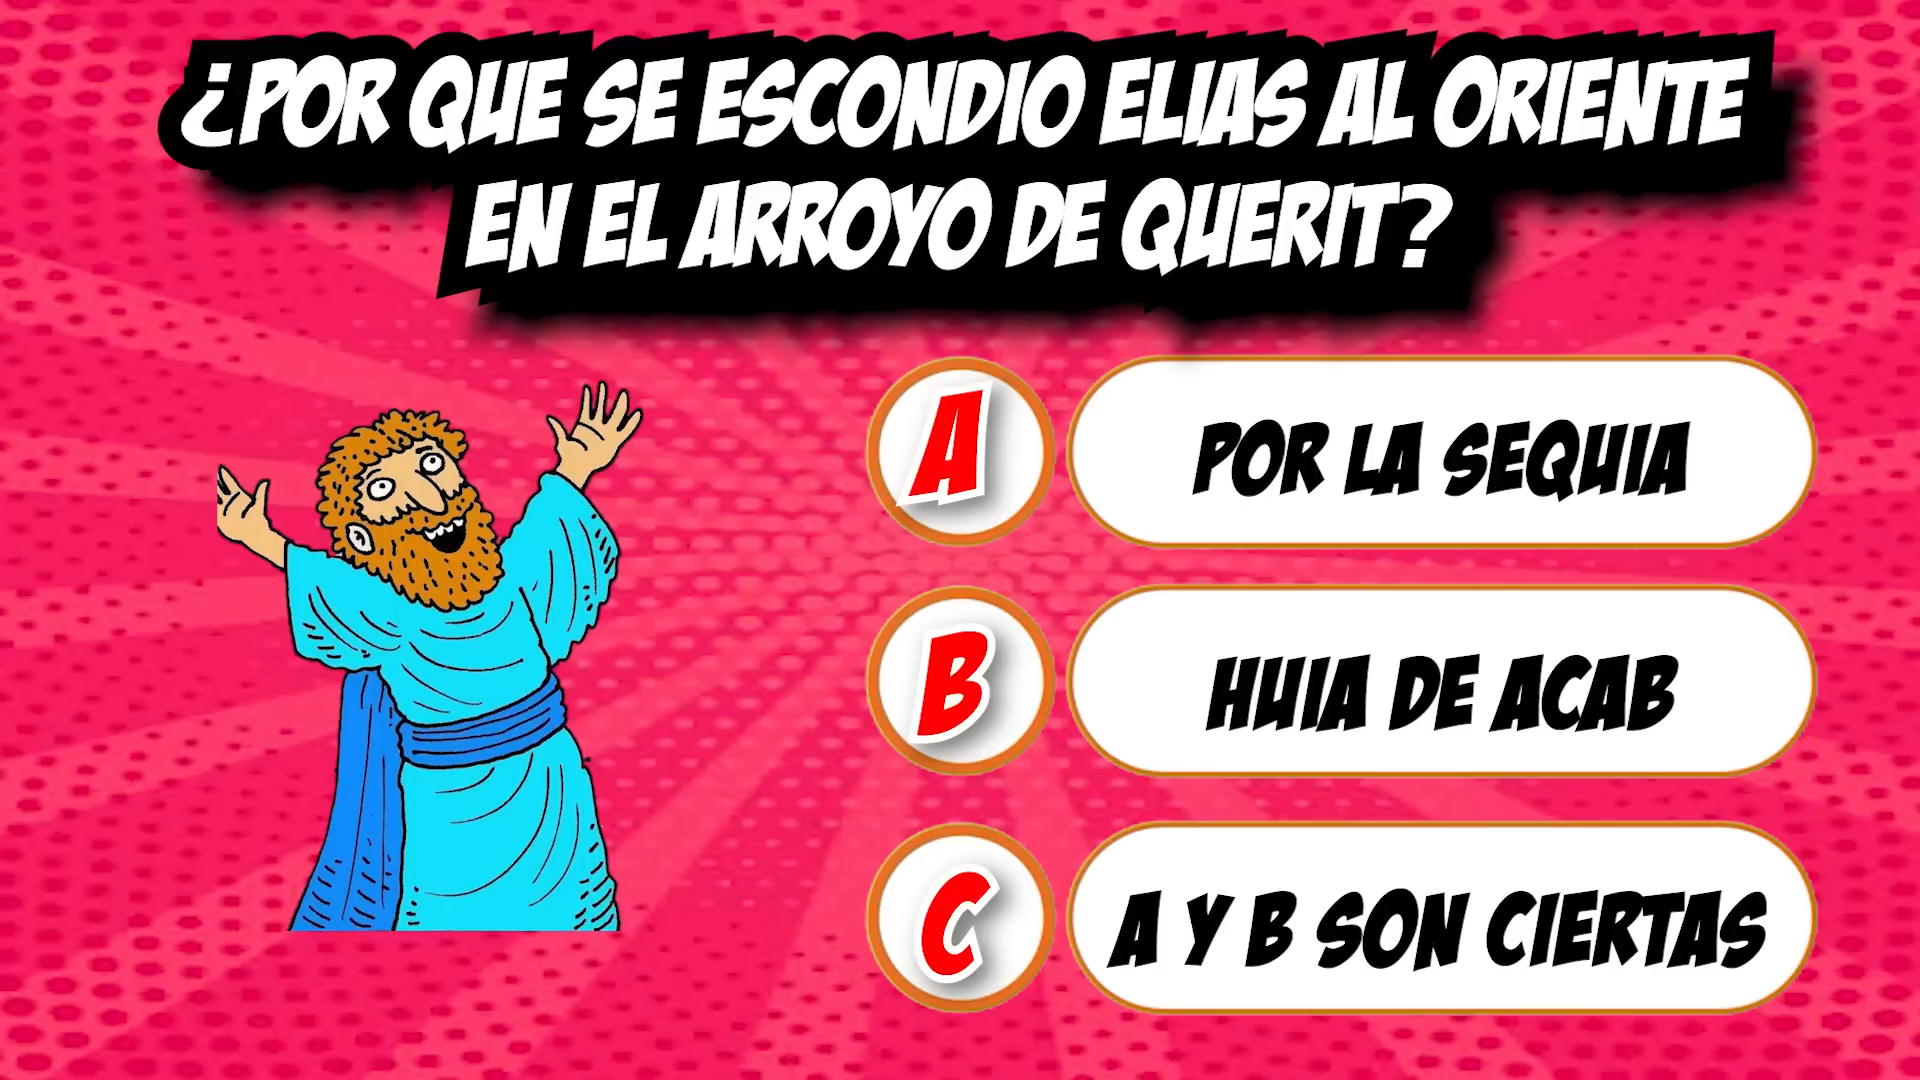 ¿POR QUE SE ESCONDIO ELIAS AL ORIENTE
EN EL ARROYO DE QUERIT?
A POR LA SEQUIA
B HUIA DE ACAB
C A Y B SON CIERTAS